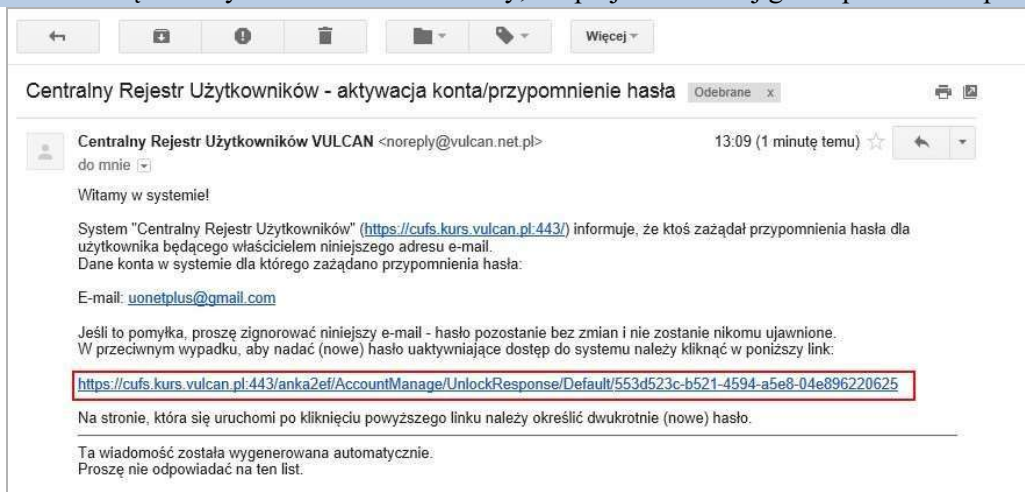 Więcej
Centralny Rejestr Użytkowników - aktywacja konta/przypomnienie hasła Odebrane x
Centralny Rejestr Użytkowników VULCAN <noreply@vulcan.net.pl> 13:09 (1 minutę temu)
do mnie
Witamy w systemie!
System "Centralny Rejestr Użytkowników" (https://cufs.kurs.vulcan.pl:443/) informuje, że ktoś zażądał przypomnienia hasła dla
użytkownika będącego właścicielem niniejszego adresu e-mail.
Dane konta w systemie dla którego zażądano przypomnienia hasła:
E-mail: uonetplus@gmail.com
Jeśli to pomyłka, proszę zignorować niniejszy e-mail - hasło pozostanie bez zmian i nie zostanie nikomu ujawnione.
W przeciwnym wypadku, aby nadać (nowe) hasło uaktywniające dostęp do systemu należy kliknąć w poniższy link:
https://cufs.kurs.vulcan.pl:443/anka2ef/AccountManage/UnlockResponse/Default/553d523c-b521-4594-a5e8-04e896220625
Na stronie, która się uruchomi po kliknięciu powyższego linku należy określić dwukrotnie (nowe) hasło.
Ta wiadomość została wygenerowana automatycznie.
Proszę nie odpowiadać na ten list.